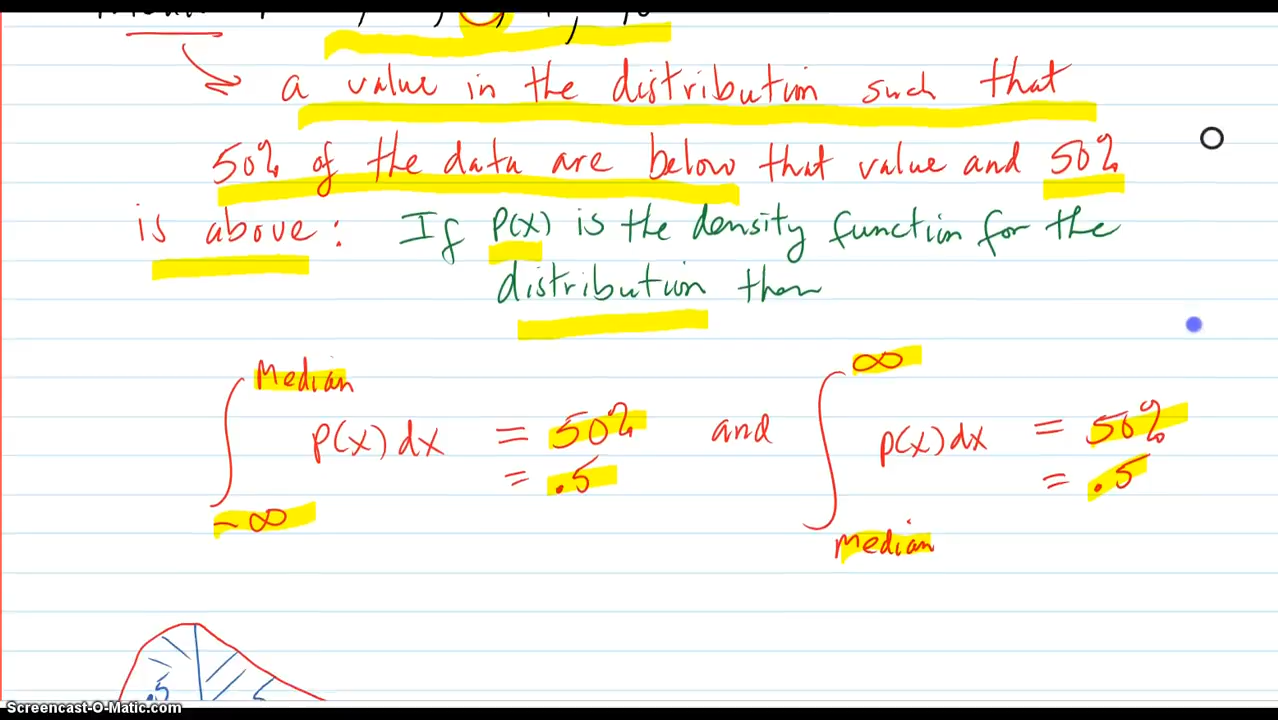 a value in the distribution such that
50% of the data are below that value and 50%
is above: If P(x) is the density function for the
distribution then
∫_{-∞}^{Median} P(x)dx = 50% and ∫_{median}^{∞} p(x)dx = 50%
= .5 = .5
.5
Screencast-O-Matic.com